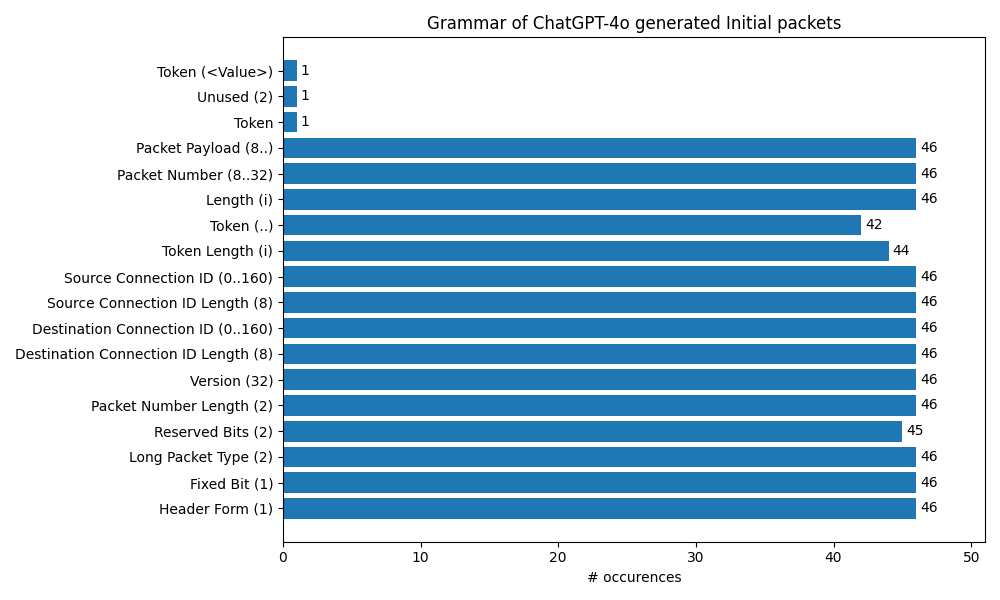 Grammar of ChatGPT-4o generated Initial packets
Token (<Value>) 1
Unused (2) 1
Token 1
Packet Payload (8..) 46
Packet Number (8..32) 46
Length (i) 46
Token (..) 42
Token Length (i) 44
Source Connection ID (0..160) 46
Source Connection ID Length (8) 46
Destination Connection ID (0..160) 46
Destination Connection ID Length (8) 46
Version (32) 46
Packet Number Length (2) 46
Reserved Bits (2) 45
Long Packet Type (2) 46
Fixed Bit (1) 46
Header Form (1) 46
0 10 20 30 40 50
# occurences